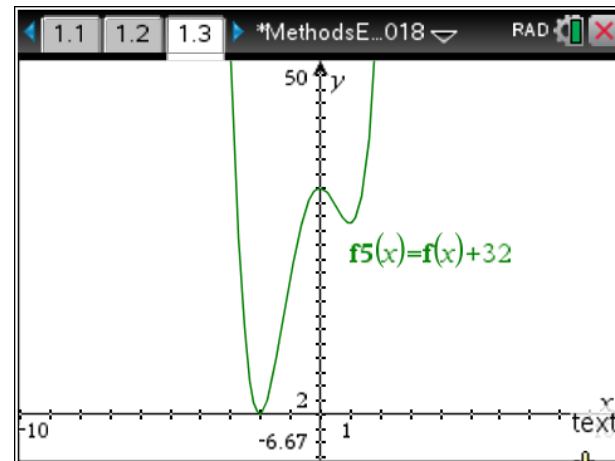 1.1 1.2 1.3 *MethodsE...018 RAD
50 y
f5(x)=f(x)+32
2 x
-10 -6.67 1 text